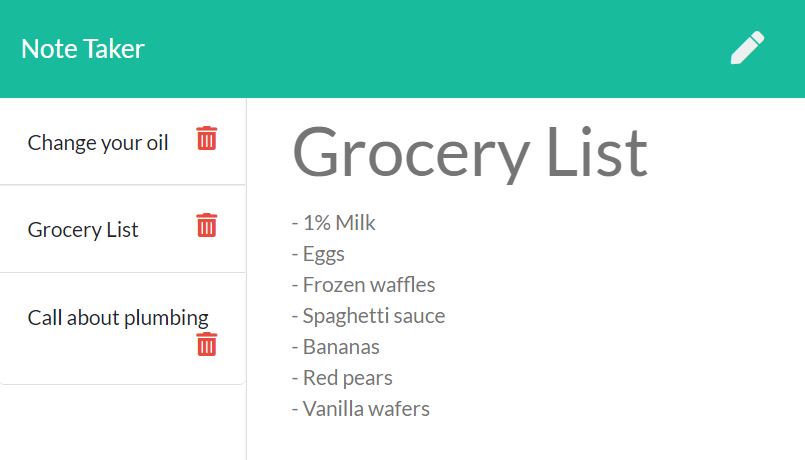 Note Taker
Change your oil
Grocery List
Call about plumbing
Grocery List
- 1% Milk
- Eggs
- Frozen waffles
- Spaghetti sauce
- Bananas
- Red pears
- Vanilla wafers